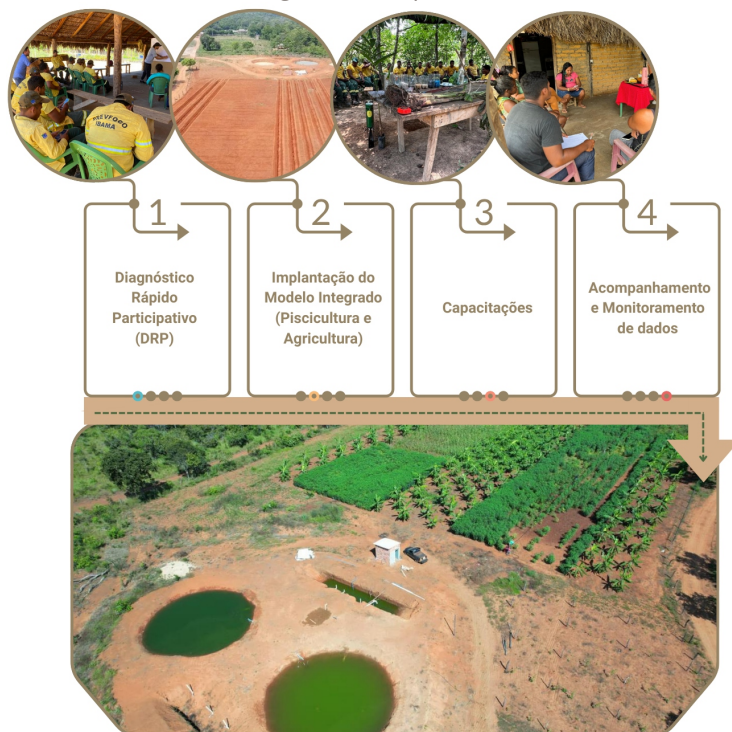 PREVFOGO
IBAMA
1
2
3
4
Diagnóstico
Rápido
Participativo
(DRP)
Implantação do
Modelo Integrado
(Piscicultura e
Agricultura)
Capacitações
Acompanhamento
e Monitoramento
de dados